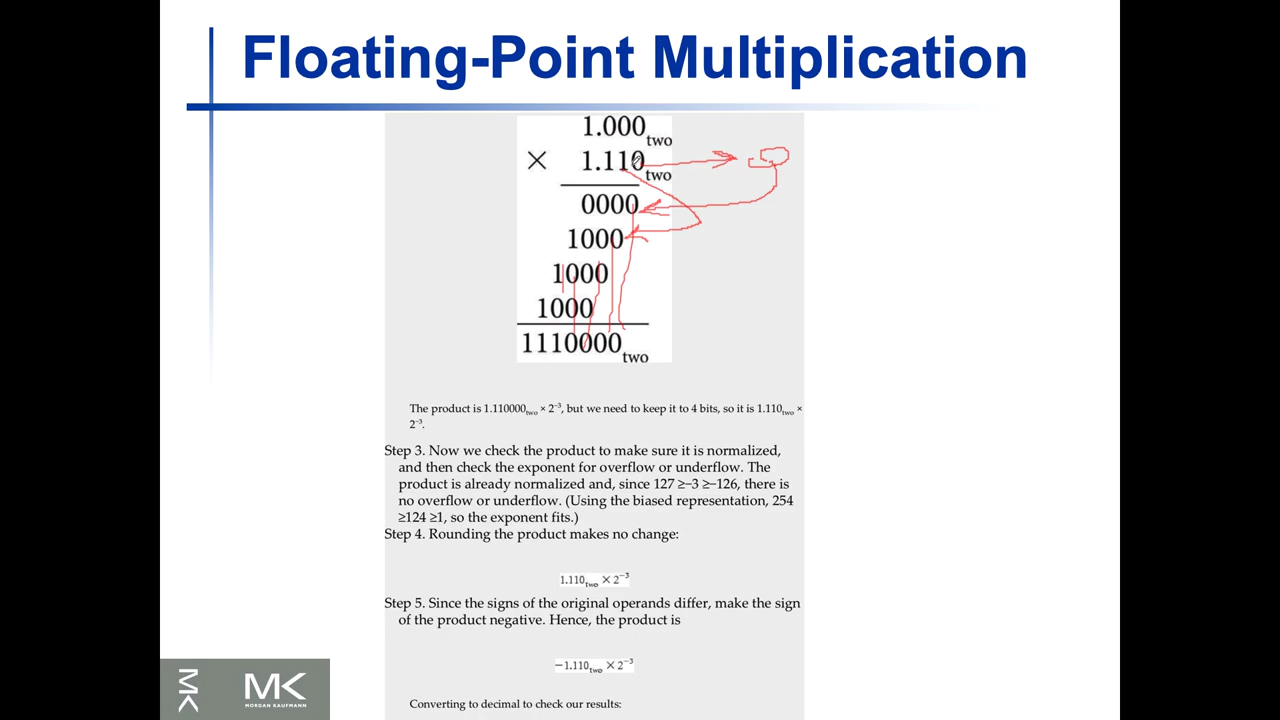 Floating-Point Multiplication
1.000two
× 1.110two
0000
1000
1000
1000
1110000two
The product is 1.110000two × 2⁻³, but we need to keep it to 4 bits, so it is 1.110two ×
2⁻³.
Step 3. Now we check the product to make sure it is normalized,
and then check the exponent for overflow or underflow. The
product is already normalized and, since 127 ≥−3 ≥−126, there is
no overflow or underflow. (Using the biased representation, 254
≥124 ≥1, so the exponent fits.)
Step 4. Rounding the product makes no change:
1.110two × 2⁻³
Step 5. Since the signs of the original operands differ, make the sign
of the product negative. Hence, the product is
−1.110two × 2⁻³
Converting to decimal to check our results:
MK
MK
MORGAN KAUFMANN